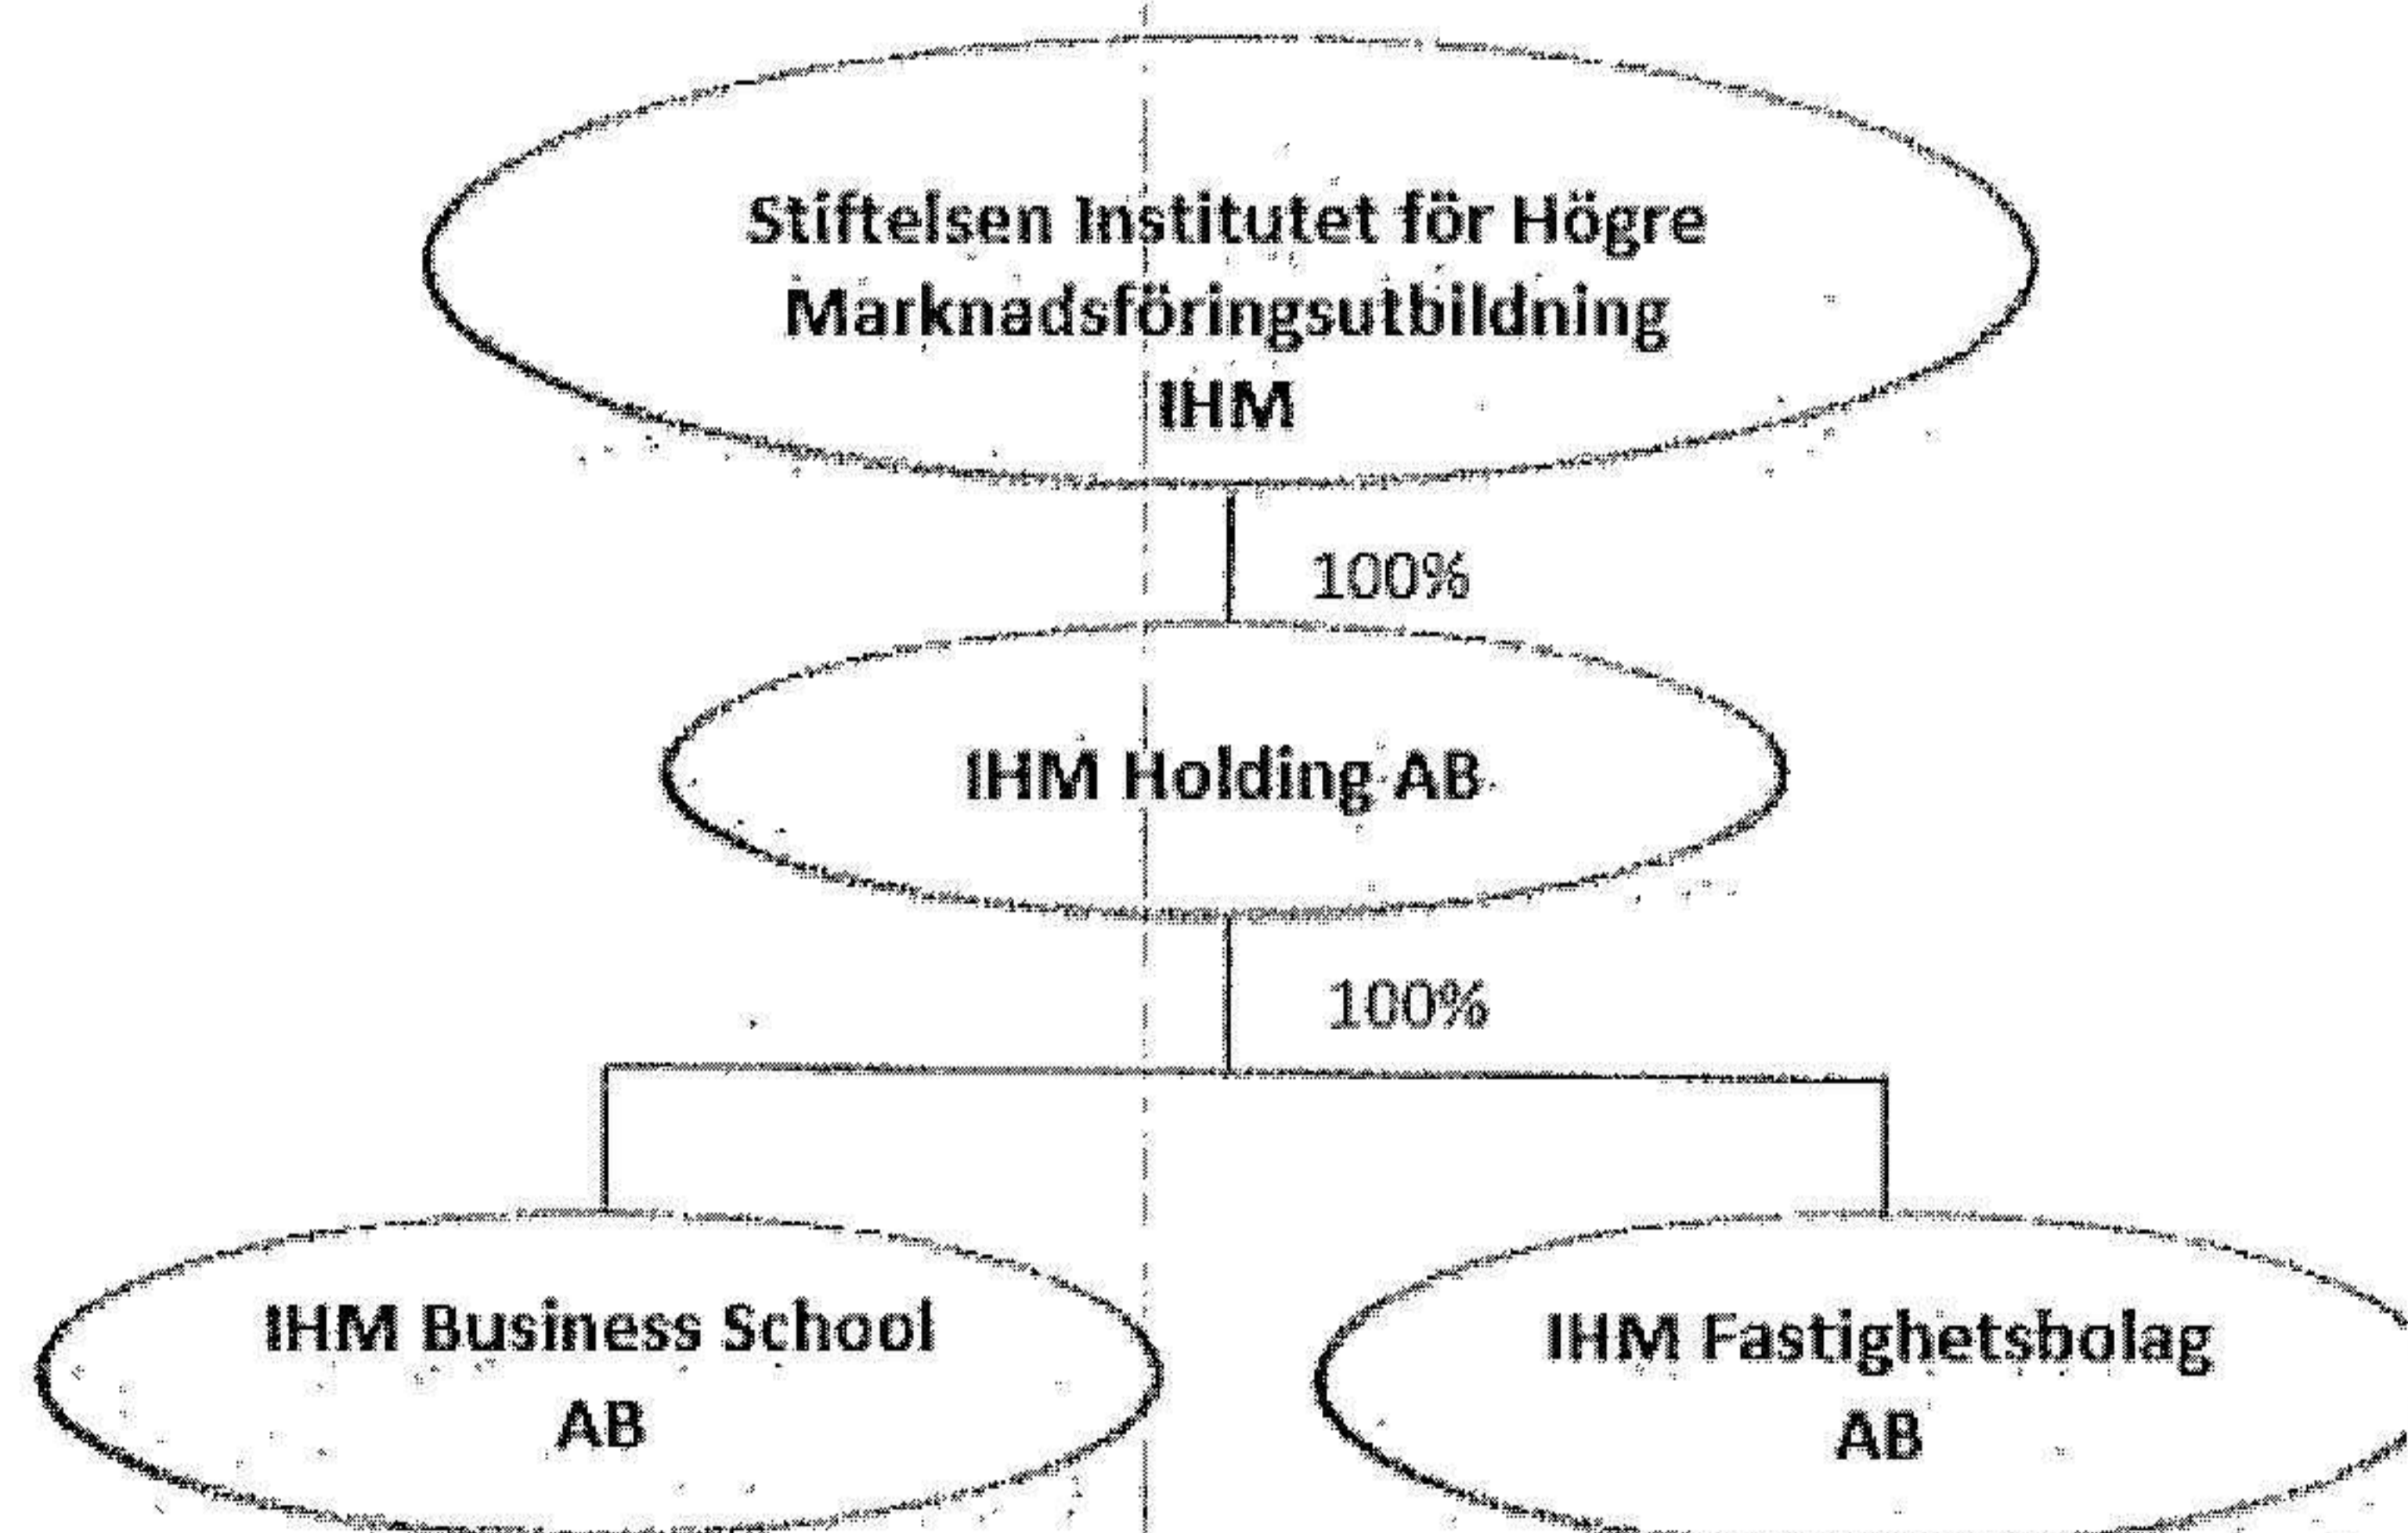 Stiftelsen Institutet för Högre
Marknadsföringsutbildning
IHM
100%
IHM Holding AB
100%
IHM Business School
AB
IHM Fastighetsbolag
AB